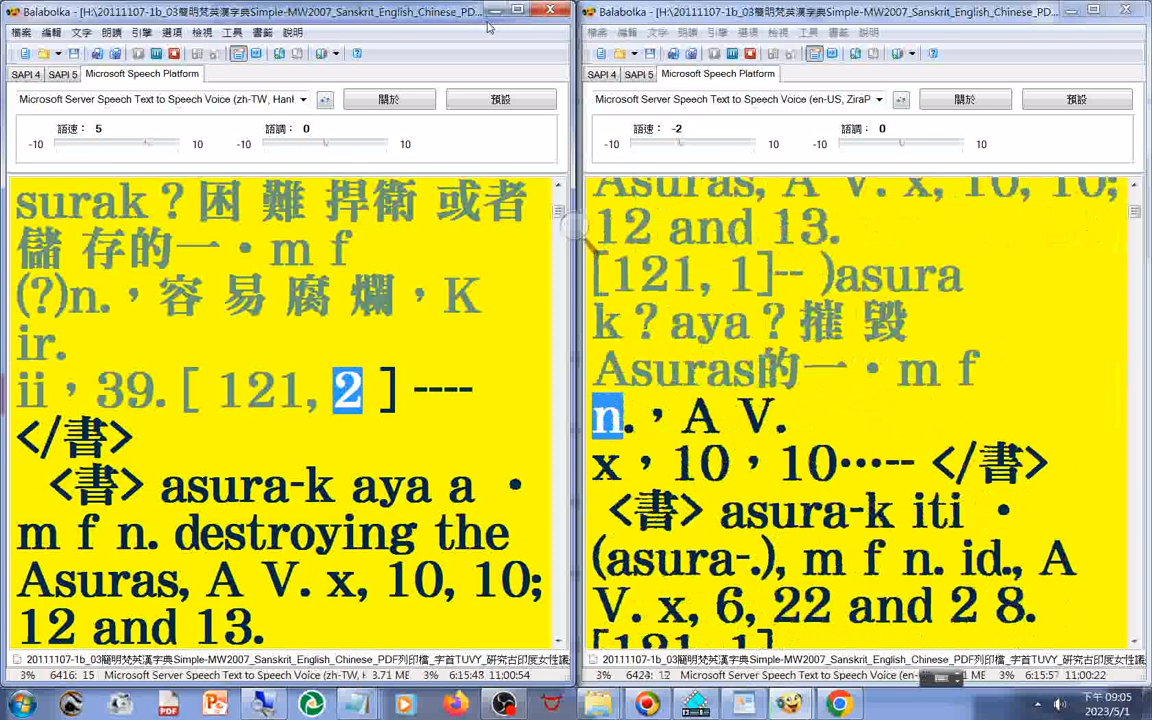 Balabolka - [H:\20111107-1b_03簡明梵英漢字典Simple-MW2007_Sanskrit_English_Chinese_PD...
檔案 編輯 文字 朗讀 引擎 選項 檢視 工具 書籤 說明
SAPI 4 SAPI 5 Microsoft Speech Platform
Microsoft Server Speech Text to Speech Voice (zh-TW, Hanl
關於 預設
語速： 5 語調： 0
-10 10 -10 10
surak？困 難 捍衛 或者
儲 存的一・m f
(?)n.，容 易 腐 爛，K
ir.
ii，39. [ 121, 2 ] ----
</書>
<書> asura-k aya a ・
m f n. destroying the
Asuras, A V. x, 10, 10;
12 and 13.
20111107-1b_03簡明梵英漢字典Simple-MW2007_Sanskrit_English_Chinese_PDF列印檔_字首TUVY_研究古印度女性議
3% 6416: 15 Microsoft Server Speech Text to Speech Voice (zh-TW, 3.71 ME 3% 6:15:43 11:00:54
Balabolka - [H:\20111107-1b_03簡明梵英漢字典Simple-MW2007_Sanskrit_English_Chinese_PD...
檔案 編輯 文字 朗讀 引擎 選項 檢視 工具 書籤 說明
SAPI 4 SAPI 5 Microsoft Speech Platform
Microsoft Server Speech Text to Speech Voice (en-US, ZiraP
關於 預設
語速： -2 語調： 0
-10 10 -10 10
Asuras, A V. x, 10, 10;
12 and 13.
[121, 1]-- )asura
k？aya？摧 毀
Asuras的一・m f
n.，A V.
x，10，10…-- </書>
<書> asura-k iti ・
(asura-.), m f n. id., A
V. x, 6, 22 and 2 8.
[121, 1]
20111107-1b_03簡明梵英漢字典Simple-MW2007_Sanskrit_English_Chinese_PDF列印檔_字首TUVY_研究古印度女性議
3% 6424: 12 Microsoft Server Speech Text to Speech Voice (en-U ME 3% 6:15:57 11:00:22
下午 09:05
2023/5/1